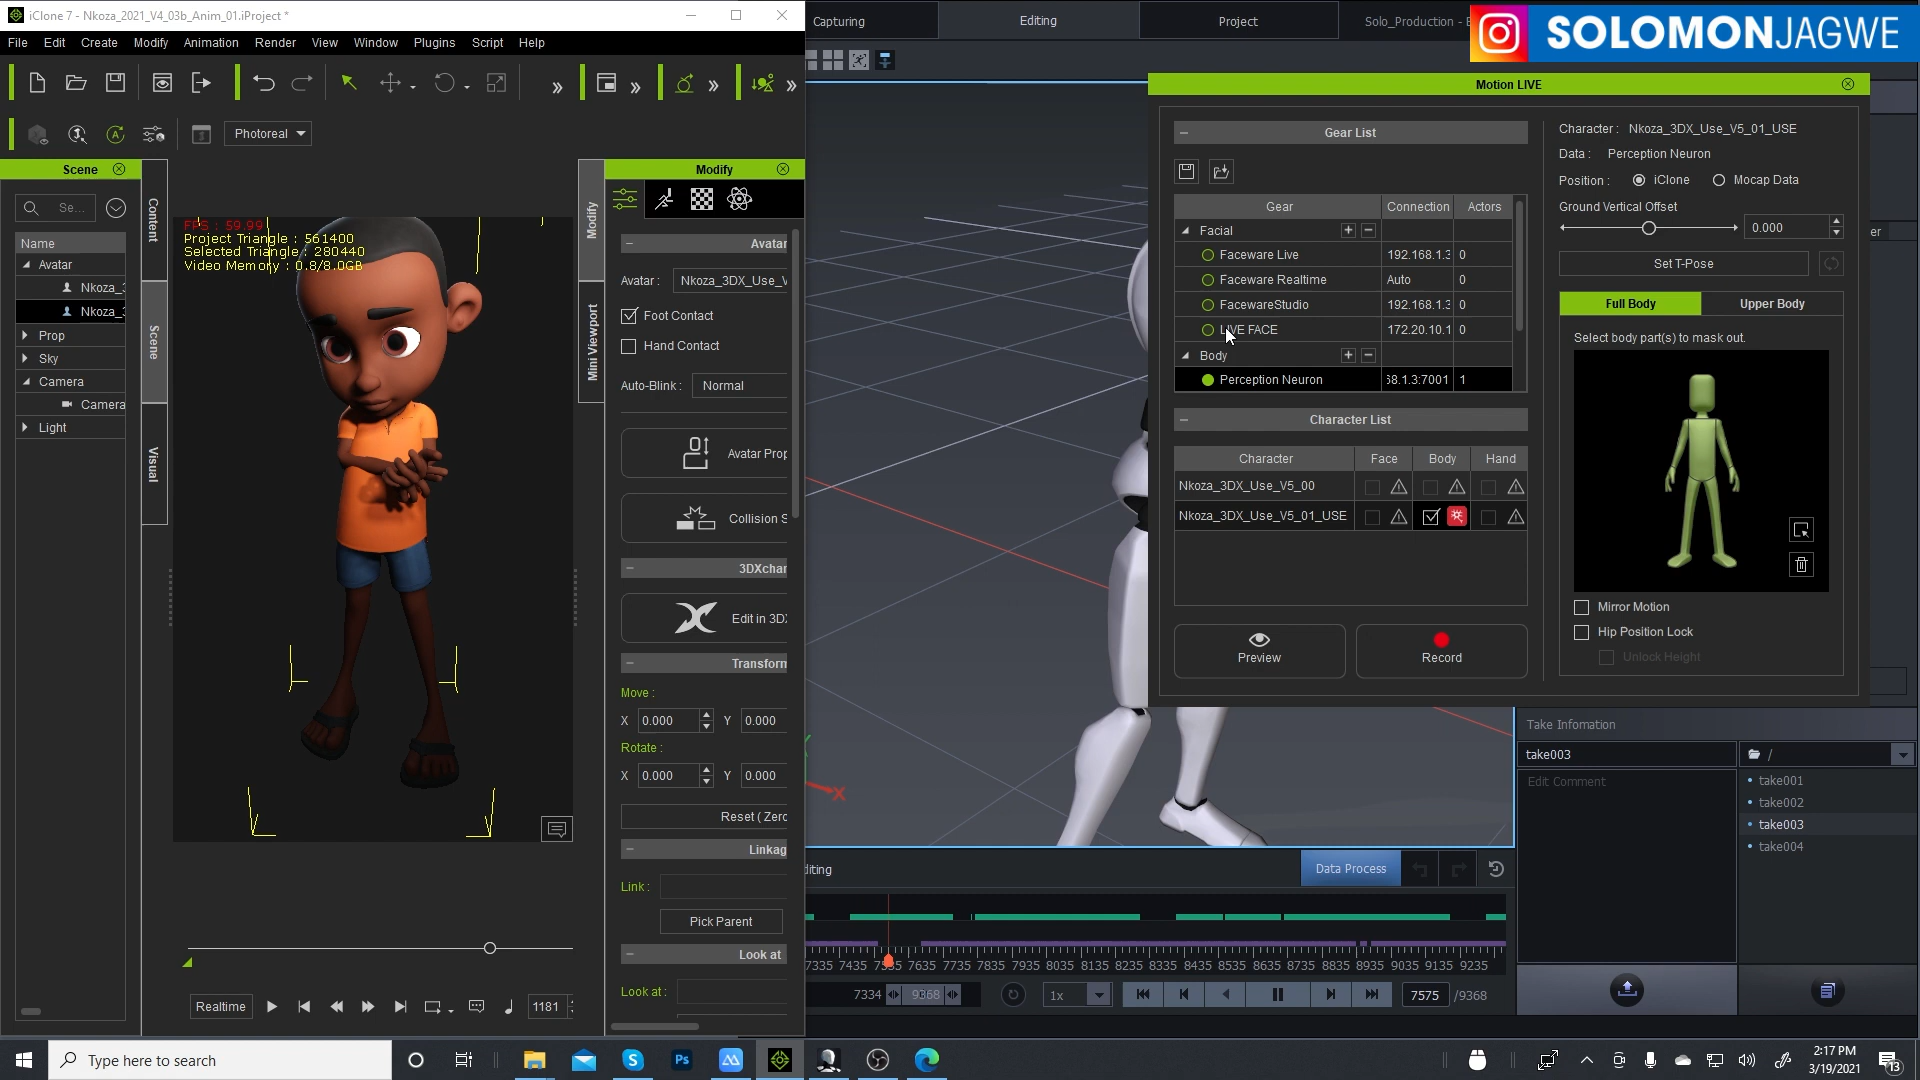 iClone 7 - Nkoza_2021_V4_03b_Anim_01.iProject *
File Edit Create Modify Animation Render View Window Plugins Script Help
Photoreal
Scene
Se...
Name
Avatar
Nkoza_3
Nkoza_3
Prop
Sky
Camera
Camera
Light
Content
Scene
Visual
FPS : 59.99
Project Triangle : 561400
Selected Triangle : 280440
Video Memory : 0.8/8.0GB
Realtime
1181
Modify
Mini Viewport
Modify
Avatar
Avatar : Nkoza_3DX_Use_V
Foot Contact
Hand Contact
Auto-Blink : Normal
Avatar Prop
Collision S
3DXchan
Edit in 3D
Transform
Move :
X 0.000 Y 0.000
Rotate :
X 0.000 Y 0.000
Reset ( Zero
Linkag
Link :
Pick Parent
Look at
Look at :
Capturing Editing Project Solo_Production - E
SOLOMONJAGWE
Motion LIVE
Gear List
Gear Connection Actors
Facial
Faceware Live 192.168.1.3 0
Faceware Realtime Auto 0
FacewareStudio 192.168.1.3 0
LIVE FACE 172.20.10.1 0
Body
Perception Neuron 68.1.3:7001 1
Character List
Character Face Body Hand
Nkoza_3DX_Use_V5_00
Nkoza_3DX_Use_V5_01_USE
Preview
Record
Character : Nkoza_3DX_Use_V5_01_USE
Data : Perception Neuron
Position : iClone Mocap Data
Ground Vertical Offset
0.000
Set T-Pose
Full Body Upper Body
Select body part(s) to mask out.
Mirror Motion
Hip Position Lock
Unlock Height
er
X
Take Infomation
take003
/
Edit Comment
take001
take002
take003
take004
diting
Data Process
7335 7435 7535 7635 7735 7835 7935 8035 8135 8235 8335 8435 8535 8635 8735 8835 8935 9035 9135 9235
7334 9368
1x
7575 /9368
Type here to search
2:17 PM
3/19/2021
13